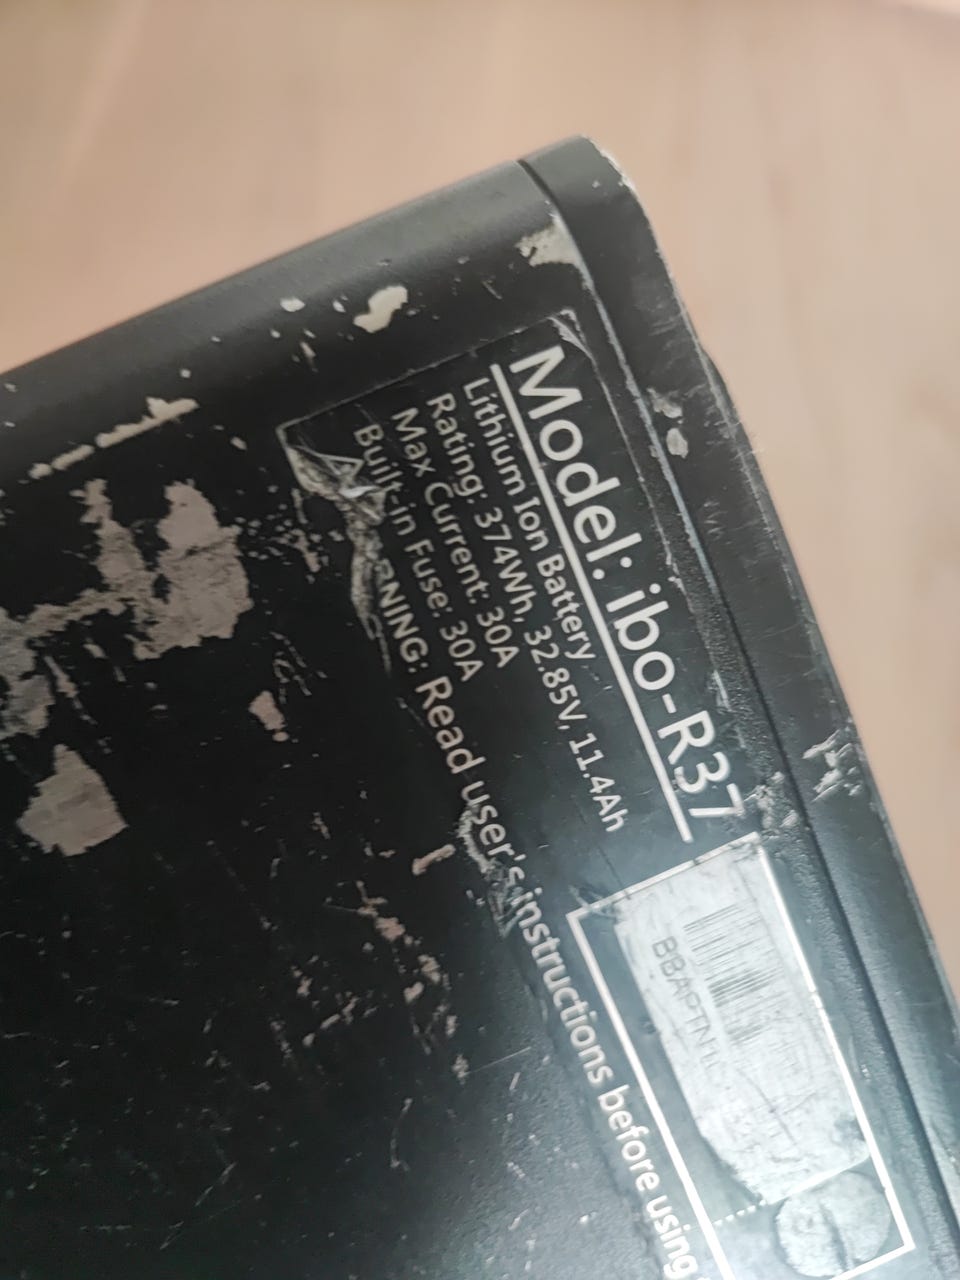 Model: ibo-R37
Lithium Ion Battery
Rating: 374Wh, 32.85V, 11.4Ah
Max Current: 30A
Built-in Fuse: 30A
Read user's instructions before using